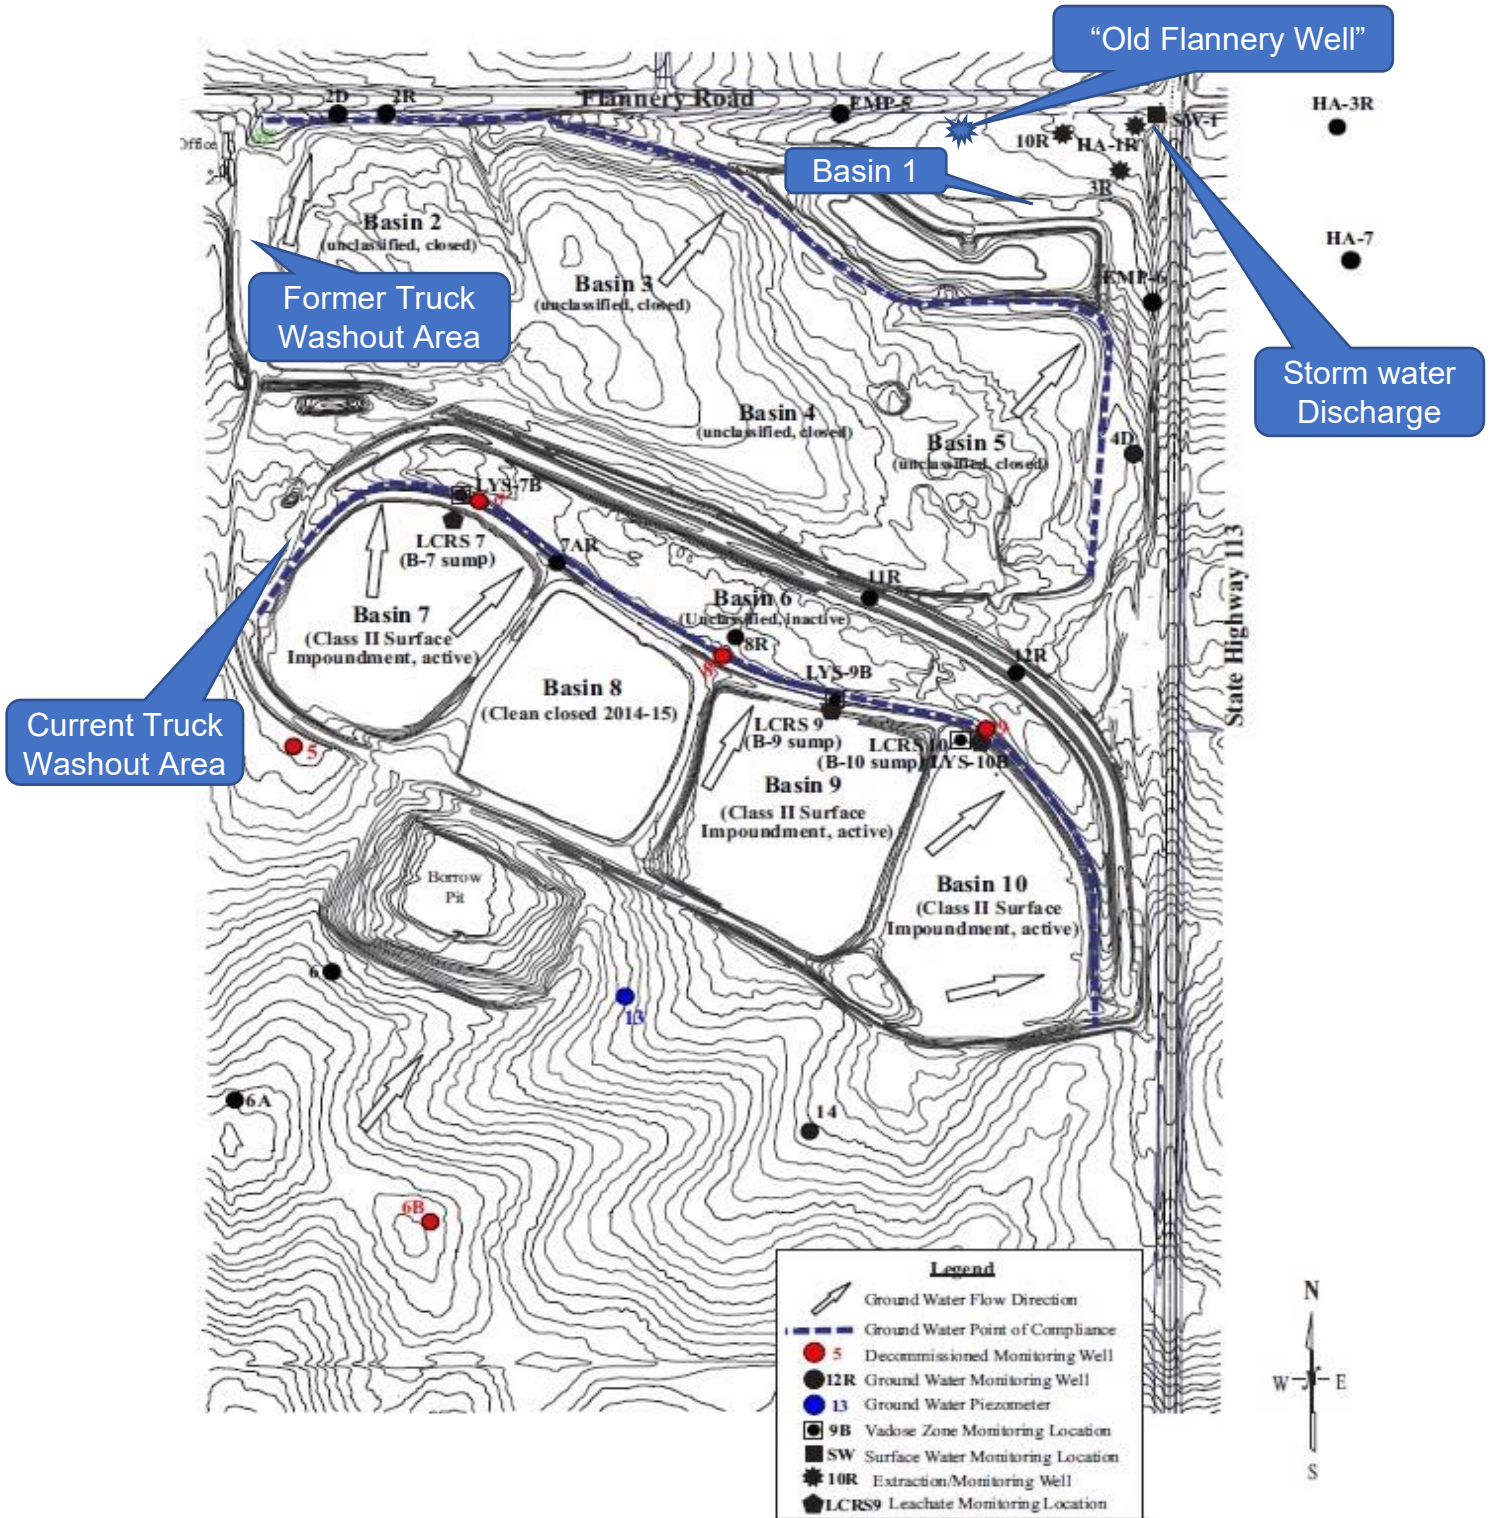 “Old Flannery Well”
2D
2R
Flannery Road
EMP-5
SW-1
HA-3R
10R
HA-1R
Office
Basin 1
3R
Basin 2
(unclassified, closed)
HA-7
Former Truck
Washout Area
Basin 3
(unclassified, closed)
EMP-6
Storm water
Discharge
Basin 4
(unclassified, closed)
Basin 5
(unclassified, closed)
4D
LYS-7B
7
LCRS 7
(B-7 sump)
7AR
11R
State Highway 113
Basin 7
(Class II Surface
Impoundment, active)
Basin 6
(Unclassified, inactive)
8R
8
12R
LYS-9B
Basin 8
(Clean closed 2014-15)
Current Truck
Washout Area
5
LCRS 9
(B-9 sump)
9
LCRS 10
(B-10 sump)
LYS-10B
Basin 9
(Class II Surface
Impoundment, active)
Borrow
Pit
Basin 10
(Class II Surface
Impoundment, active)
6
13
6A
14
6B
Legend
Ground Water Flow Direction
Ground Water Point of Compliance
5 Decommissioned Monitoring Well
12R Ground Water Monitoring Well
13 Ground Water Piezometer
9B Vadose Zone Monitoring Location
SW Surface Water Monitoring Location
10R Extraction/Monitoring Well
LCRS9 Leachate Monitoring Location
N
W E
S